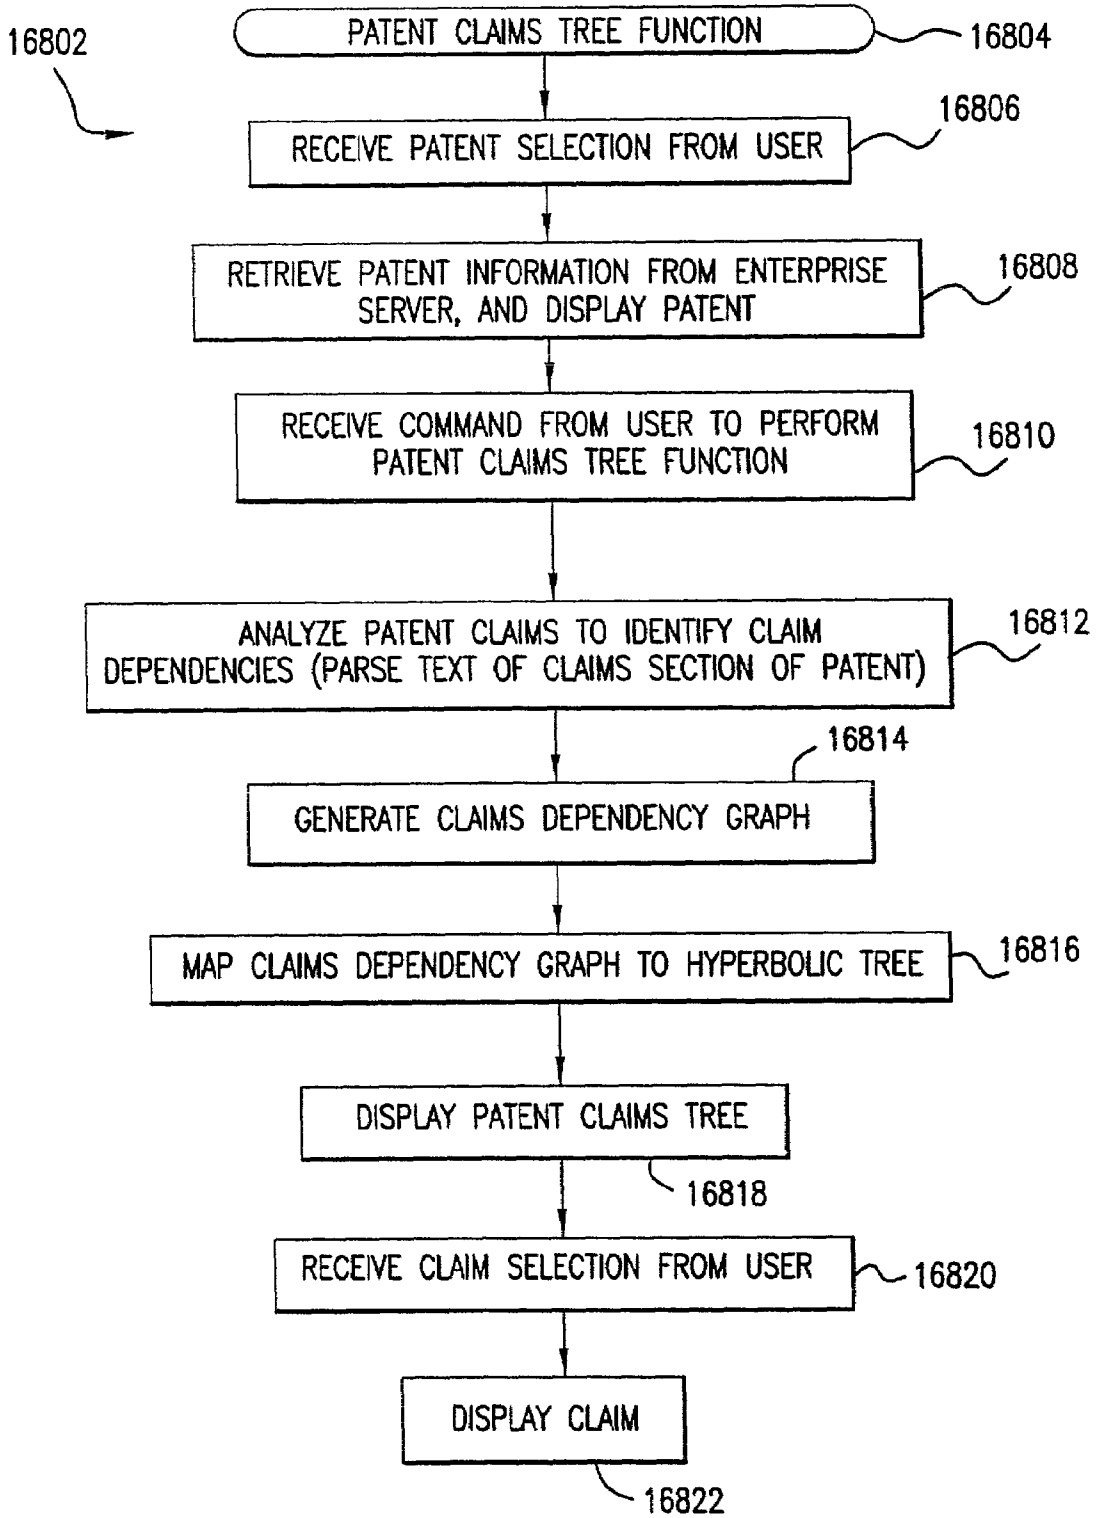 16802
PATENT CLAIMS TREE FUNCTION
16804
16806
RECEIVE PATENT SELECTION FROM USER
RETRIEVE PATENT INFORMATION FROM ENTERPRISE
SERVER, AND DISPLAY PATENT
16808
RECEIVE COMMAND FROM USER TO PERFORM
PATENT CLAIMS TREE FUNCTION
16810
ANALYZE PATENT CLAIMS TO IDENTIFY CLAIM
DEPENDENCIES (PARSE TEXT OF CLAIMS SECTION OF PATENT)
16812
16814
GENERATE CLAIMS DEPENDENCY GRAPH
MAP CLAIMS DEPENDENCY GRAPH TO HYPERBOLIC TREE
16816
DISPLAY PATENT CLAIMS TREE
16818
RECEIVE CLAIM SELECTION FROM USER
16820
DISPLAY CLAIM
16822